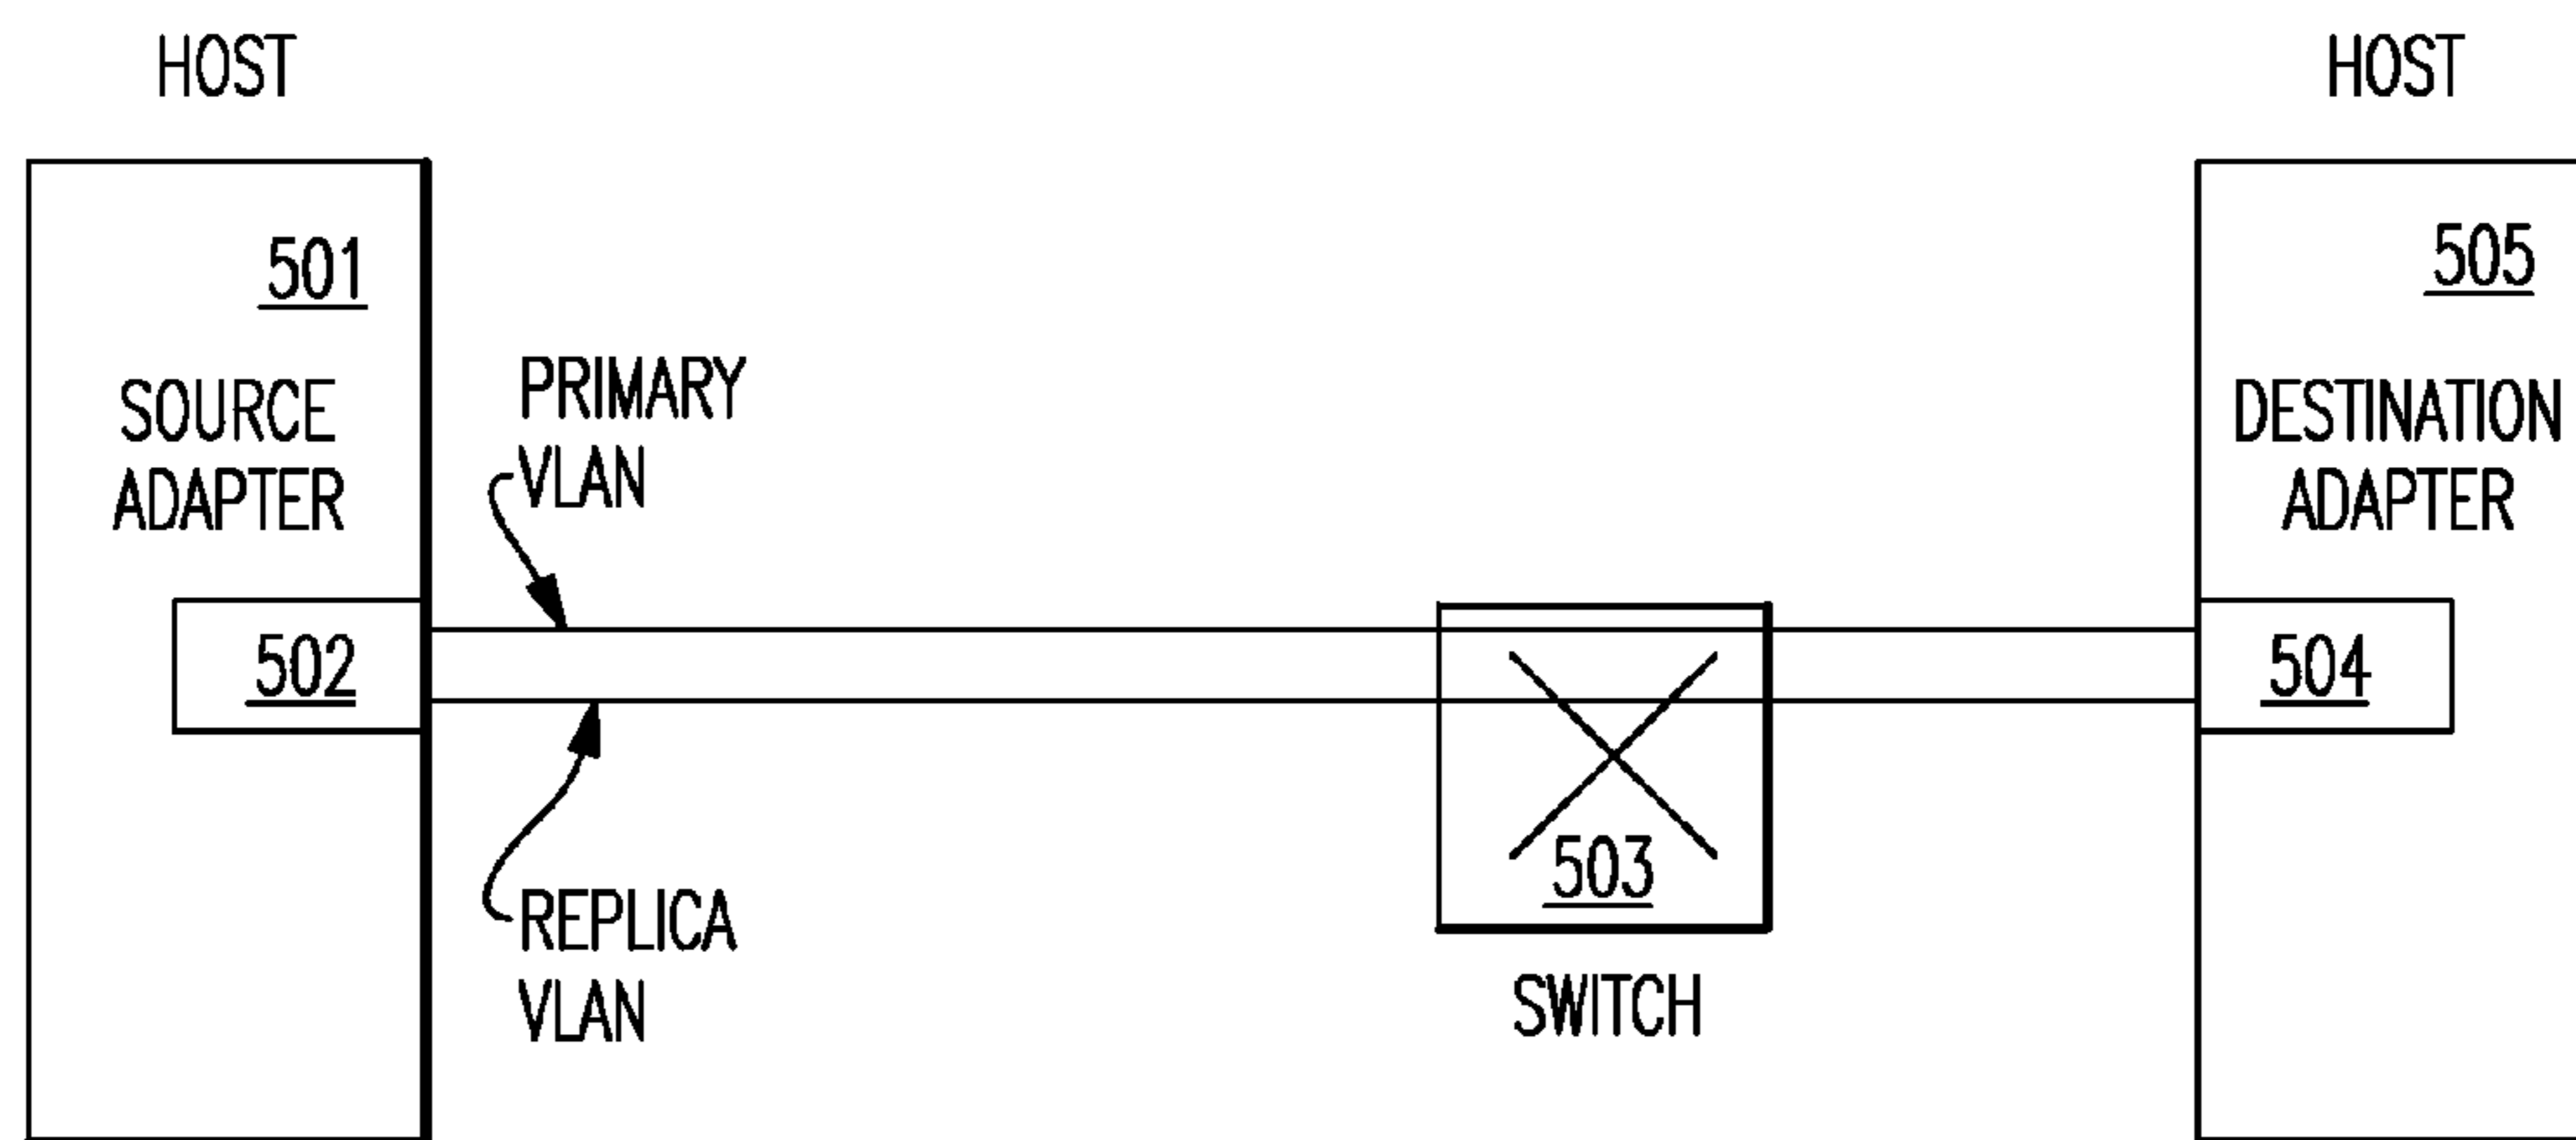 HOST
501
SOURCE
ADAPTER
502
PRIMARY
VLAN
REPLICA
VLAN
503
SWITCH
HOST
505
DESTINATION
ADAPTER
504